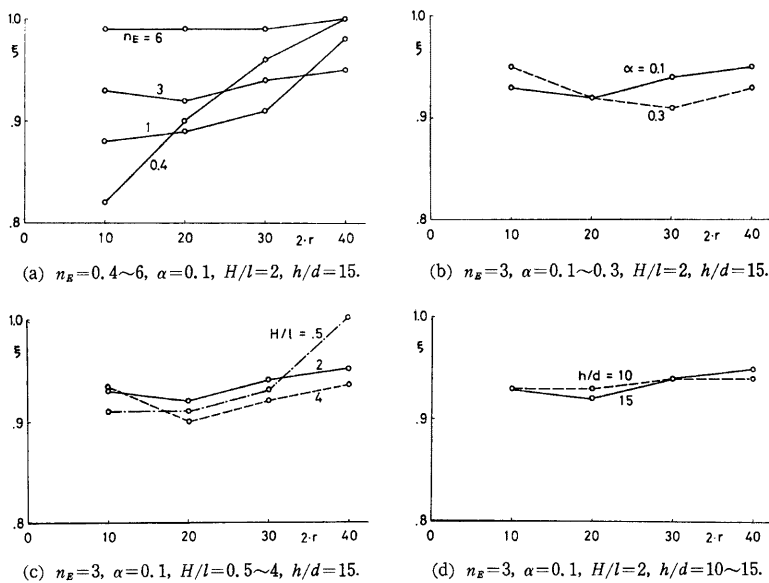 1.0
ξ
.9
.8
n_E = 6
3
1
0.4
0 10 20 30 2·r 40
(a) n_E=0.4~6, α=0.1, H/l=2, h/d=15.
1.0
ξ
.9
.8
α = 0.1
0.3
0 10 20 30 2·r 40
(b) n_E=3, α=0.1~0.3, H/l=2, h/d=15.
1.0
ξ
.9
.8
H/l = .5
2
4
0 10 20 30 2·r 40
(c) n_E=3, α=0.1, H/l=0.5~4, h/d=15.
1.0
ξ
.9
.8
h/d = 10
15
0 10 20 30 2·r 40
(d) n_E=3, α=0.1, H/l=2, h/d=10~15.